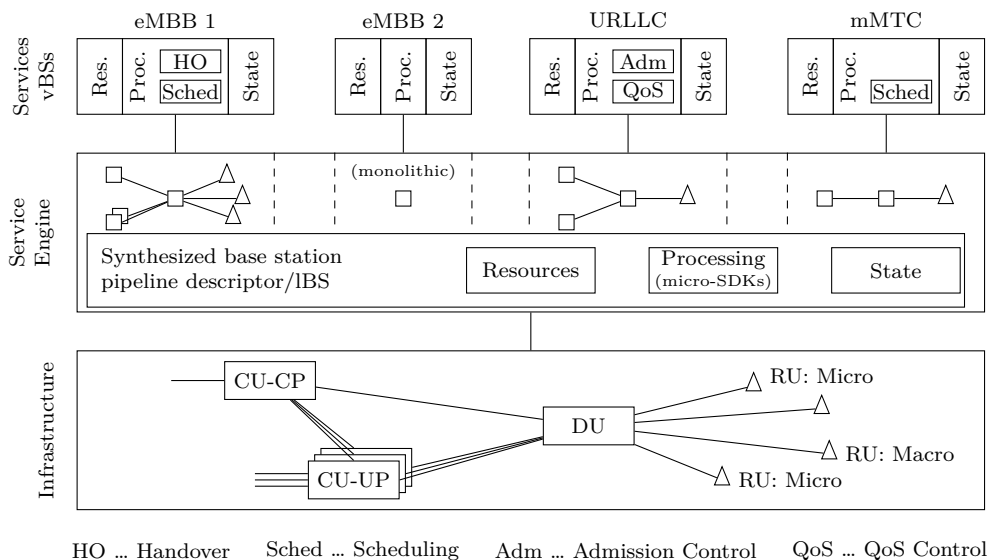 eMBB 1 eMBB 2 URLLC mMTC
Services
vBSs
Res. Proc. HO Sched State
Res. Proc. State
Res. Proc. Adm QoS State
Res. Proc. Sched State
Service
Engine
(monolithic)
Synthesized base station
pipeline descriptor/lBS
Resources
Processing
(micro-SDKs)
State
Infrastructure
CU-CP
CU-UP
DU
RU: Micro
RU: Macro
RU: Micro
HO ... Handover Sched ... Scheduling Adm ... Admission Control QoS ... QoS Control